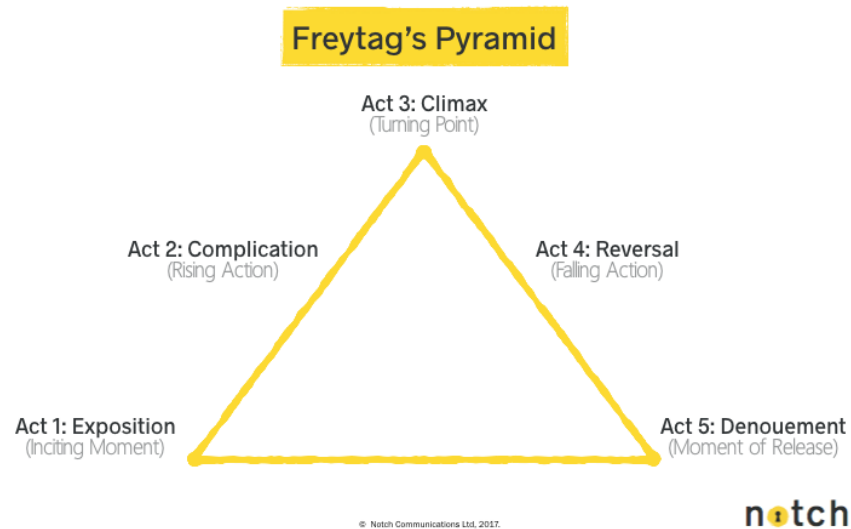 Freytag’s Pyramid
Act 3: Climax
(Turning Point)
Act 2: Complication
(Rising Action)
Act 4: Reversal
(Falling Action)
Act 1: Exposition
(Inciting Moment)
Act 5: Denouement
(Moment of Release)
© Notch Communications Ltd, 2017.
notch